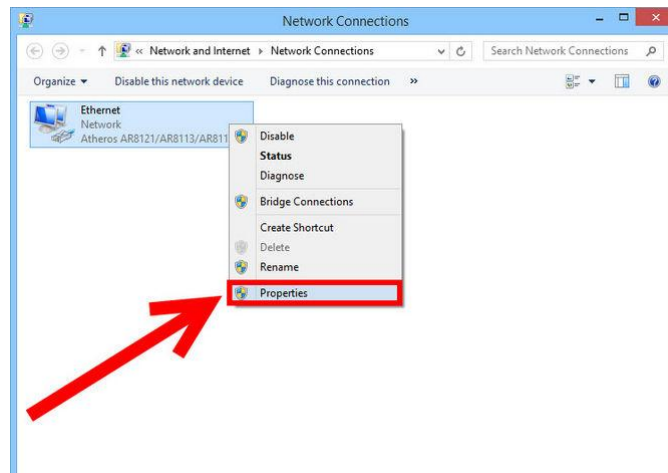 Network Connections
« Network and Internet Network Connections
Search Network Connections
Organize Disable this network device Diagnose this connection »
Ethernet
Network
Atheros AR8121/AR8113/AR811
Disable
Status
Diagnose
Bridge Connections
Create Shortcut
Delete
Rename
Properties